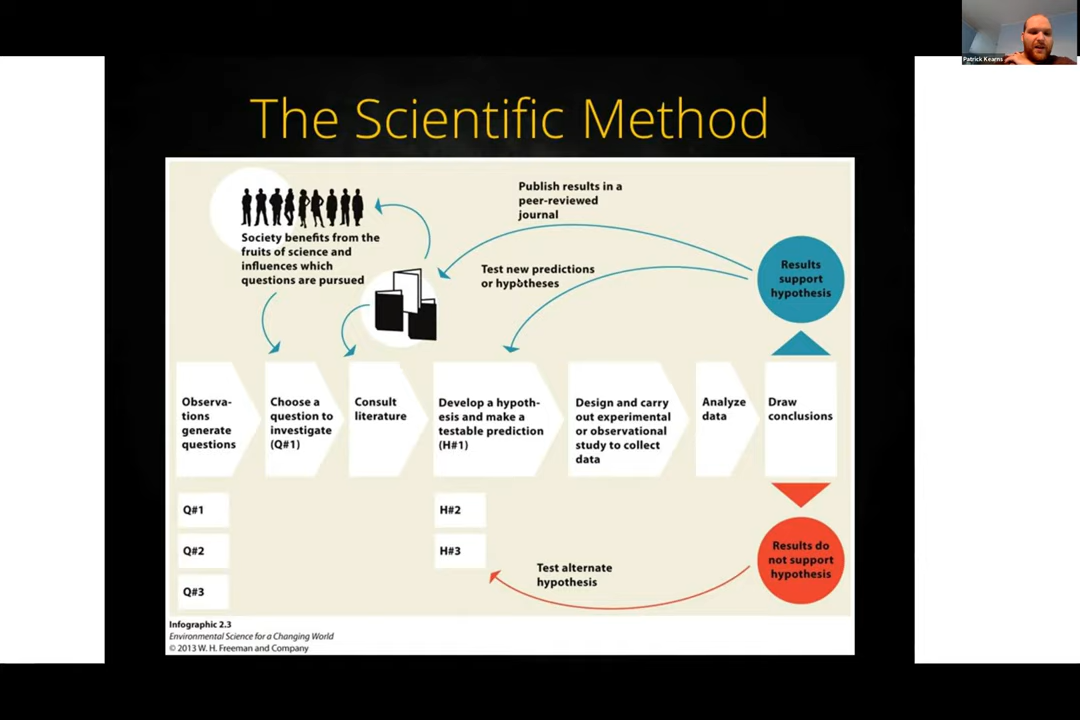 Patrick Kearns
The Scientific Method
Publish results in a
peer-reviewed
journal
Society benefits from the
fruits of science and
influences which
questions are pursued
Test new predictions
or hypotheses
Results
support
hypothesis
Observa-
tions
generate
questions
Choose a
question to
investigate
(Q#1)
Consult
literature
Develop a hypoth-
esis and make a
testable prediction
(H#1)
Design and carry
out experimental
or observational
study to collect
data
Analyze
data
Draw
conclusions
Q#1
Q#2
Q#3
H#2
H#3
Test alternate
hypothesis
Results do
not support
hypothesis
Infographic 2.3
Environmental Science for a Changing World
© 2013 W. H. Freeman and Company